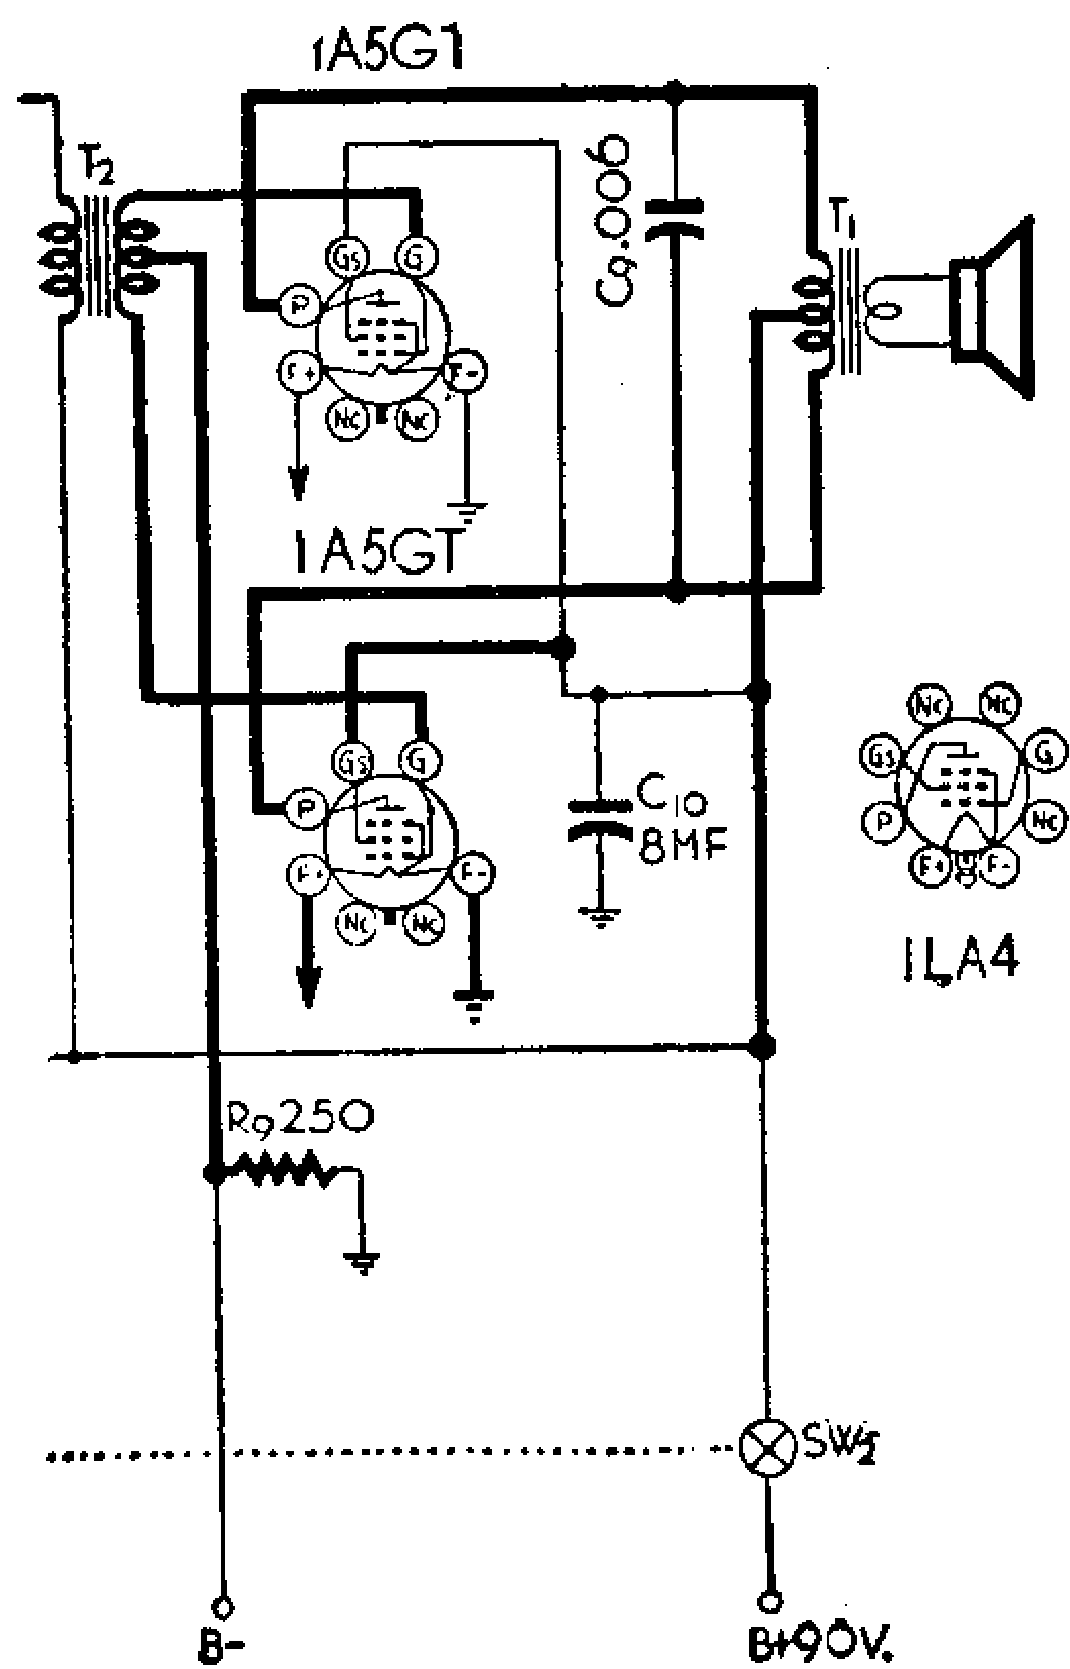 1A5GT
T2
C9.006
T1
Gs G
P
F+ F-
NC NC
1A5GT
Gs G
P
F+ F-
NC NC
C10
8MF
NC NC
Gs G
P NC
F+ F-
1LA4
R9 250
SW2
B-
B+90V.